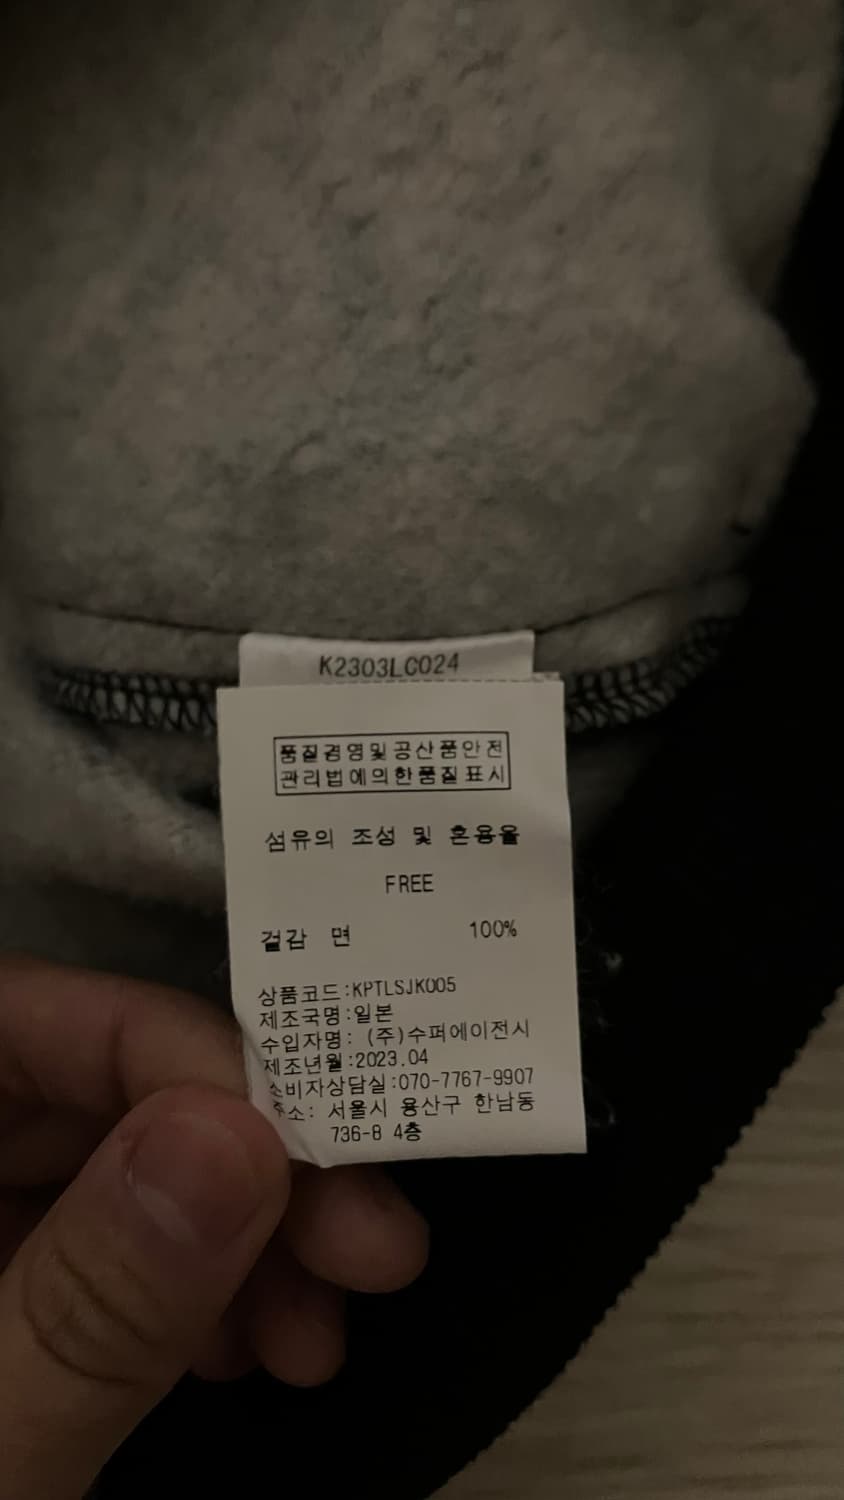 K2303LC024
품질경영및공산품안전
관리법에의한품질표시
섬유의 조성 및 혼용율
FREE
겉감 면 100%
상품코드:KPTLSJK005
제조국명:일본
수입자명: (주)수퍼에이전시
제조년월:2023.04
소비자상담실:070-7767-9907
주소: 서울시 용산구 한남동
736-8 4층